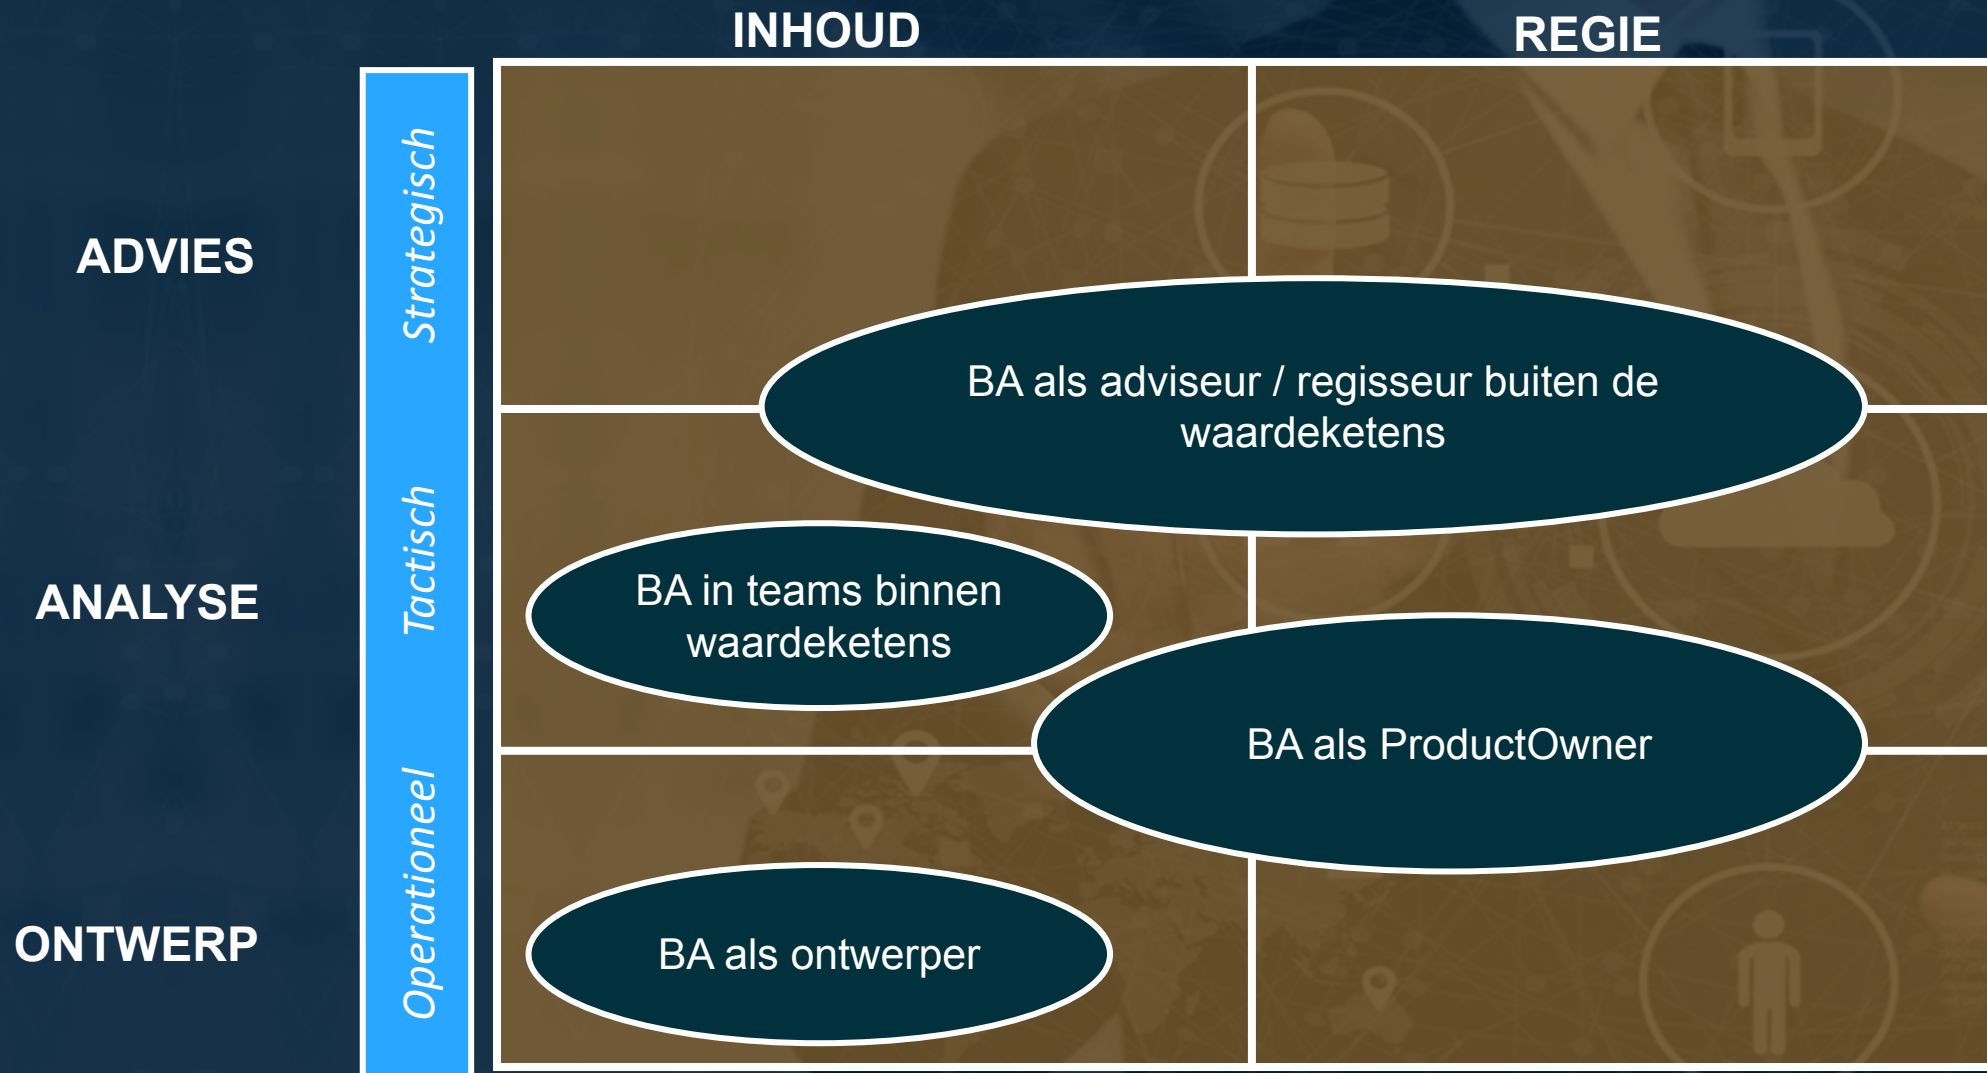 INHOUD
REGIE
ADVIES
Strategisch
BA als adviseur / regisseur buiten de
waardeketens
ANALYSE
Tactisch
BA in teams binnen
waardeketens
BA als ProductOwner
ONTWERP
Operationeel
BA als ontwerper